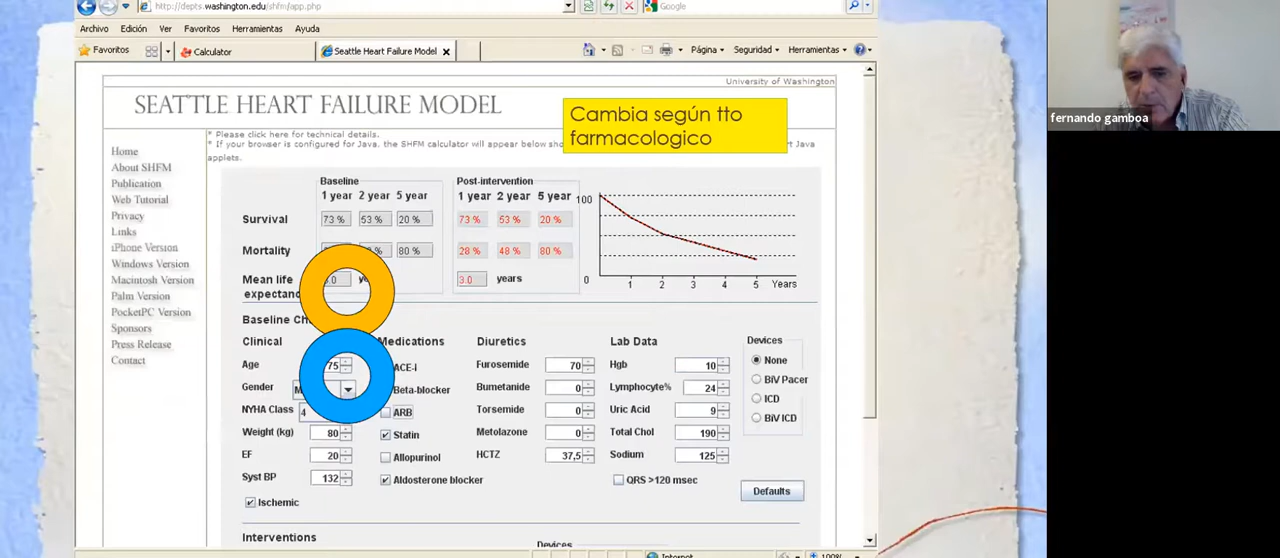 http://depts.washington.edu/shfm/app.php
Google
Archivo Edición Ver Favoritos Herramientas Ayuda
Favoritos Calculator Seattle Heart Failure Model Página Seguridad Herramientas
University of Washington
SEATTLE HEART FAILURE MODEL
Cambia según tto
farmacologico
* Please click here for technical details.
* If your browser is configured for Java, the SHFM calculator will appear below rt Java
applets.
Home
About SHFM
Publication
Web Tutorial
Privacy
Links
iPhone Version
Windows Version
Macintosh Version
Palm Version
PocketPC Version
Sponsors
Press Release
Contact
Baseline Post-intervention
1 year 2 year 5 year 1 year 2 year 5 year 100
Survival 73 % 53 % 20 % 73 % 53 % 20 %
Mortality 80 % 28 % 48 % 80 %
Mean life 3.0 years 0 1 2 3 4 5 Years
Baseline
Clinical Medications Diuretics Lab Data Devices
Age 75 ACE-I Furosemide 70 Hgb 10 None
Gender Beta-blocker Bumetanide 0 Lymphocyte% 24 BiV Pacer
NYHA Class 4 ARB Torsemide 0 Uric Acid 9 ICD
Weight (kg) 80 Statin Metolazone 0 Total Chol 190 BiV ICD
EF 20 Allopurinol HCTZ 37,5 Sodium 125
Syst BP 132 Aldosterone blocker QRS >120 msec Defaults
Ischemic
Interventions
Devices
Internet 100%
fernando gamboa